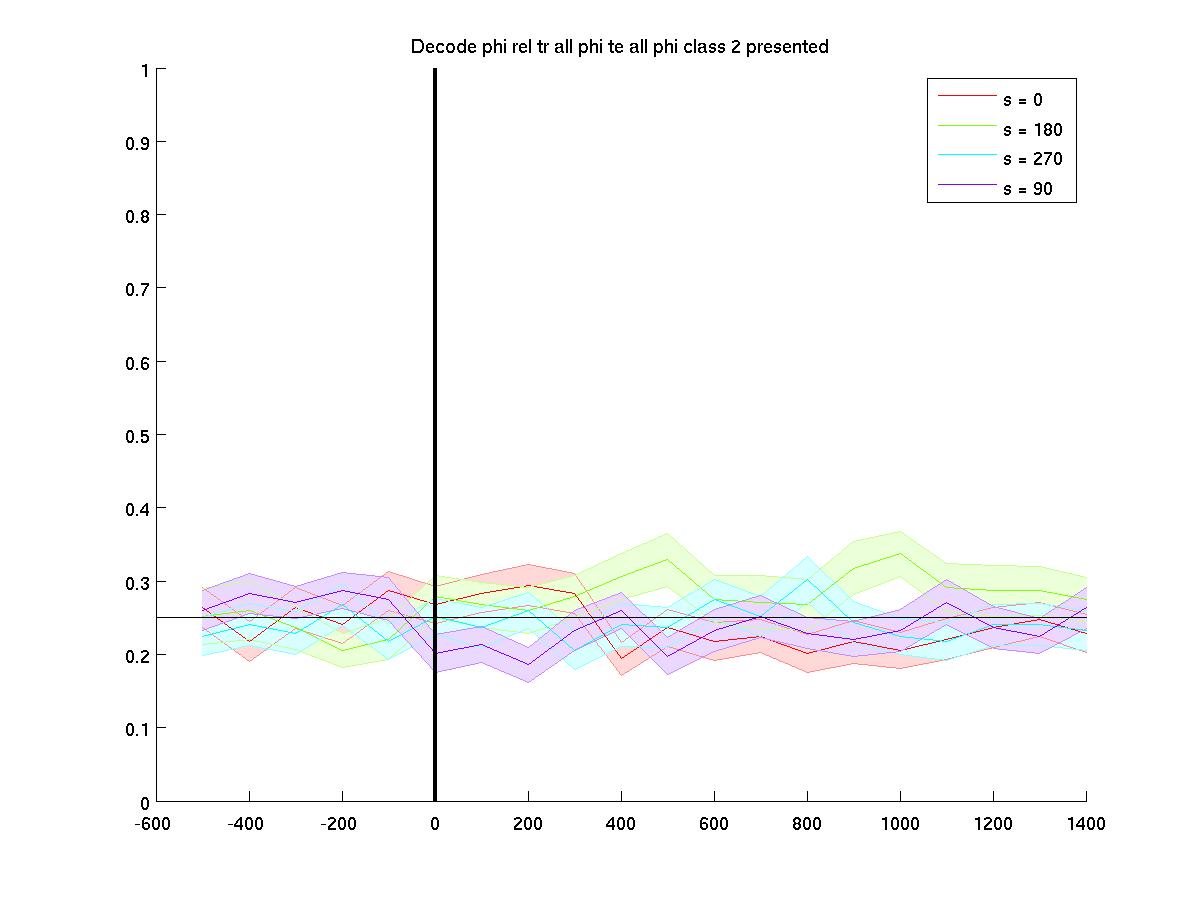 Decode phi rel tr all phi te all phi class 2 presented
1
0.9
0.8
0.7
0.6
0.5
0.4
0.3
0.2
0.1
0
s = 0
s = 180
s = 270
s = 90
-600 -400 -200 0 200 400 600 800 1000 1200 1400